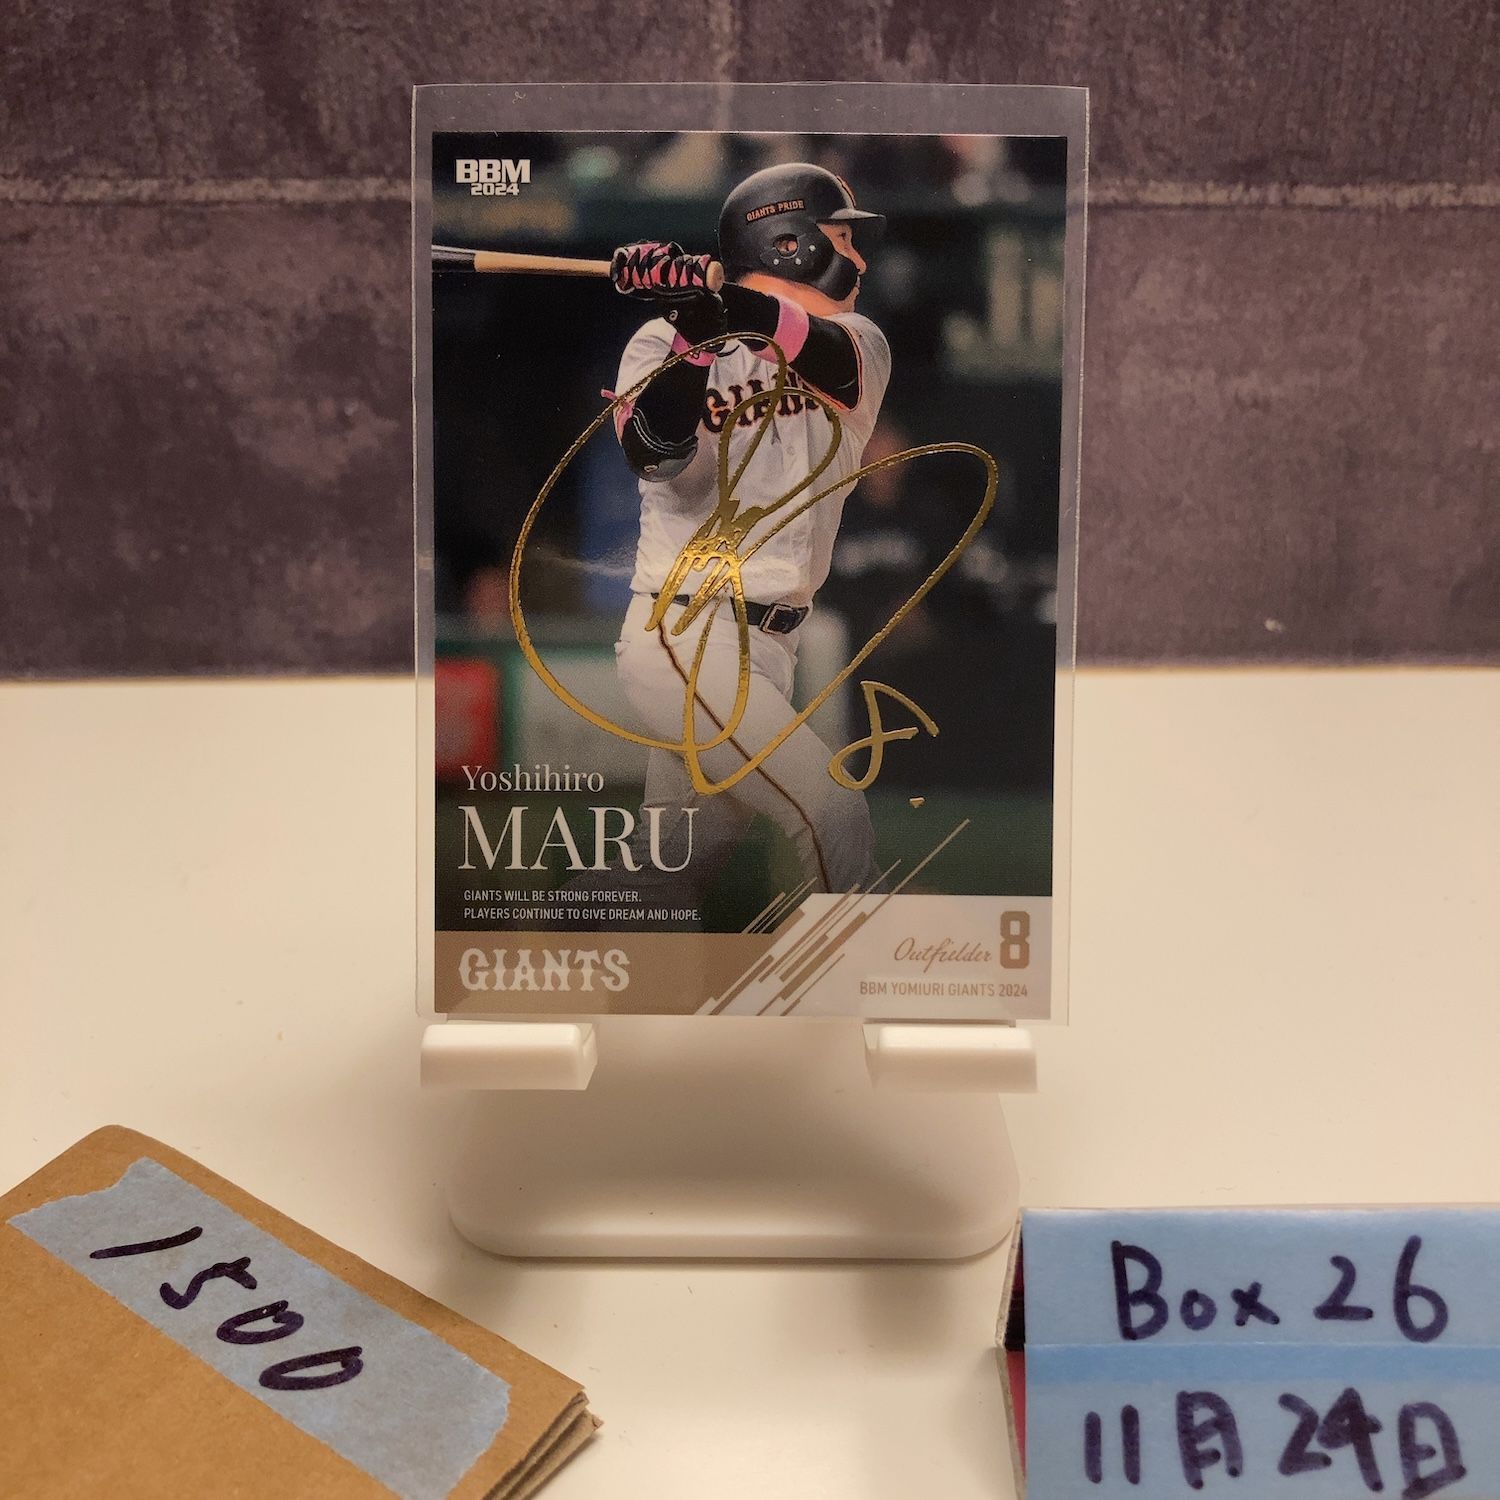 BBM
2024
GIANTS PRIDE
GIANTS
Yoshihiro
MARU
GIANTS WILL BE STRONG FOREVER.
PLAYERS CONTINUE TO GIVE DREAM AND HOPE.
GIANTS
Outfielder 8
BBM YOMIURI GIANTS 2024
8
1500
Box 26
11月24日